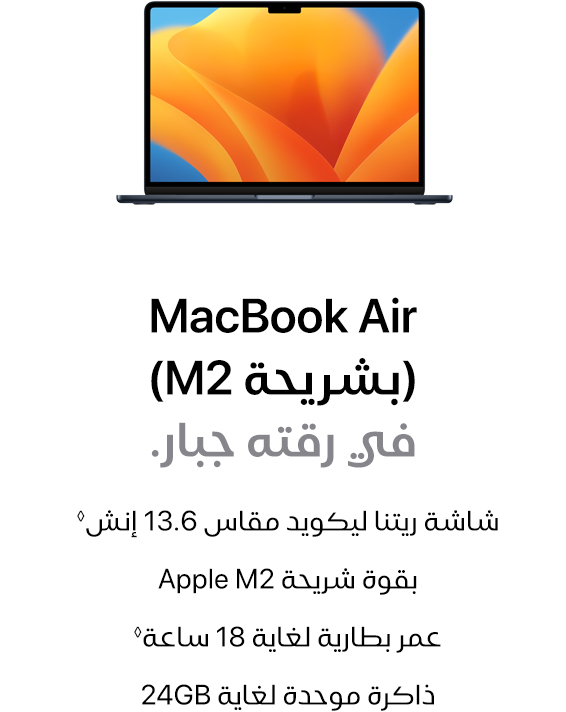 MacBook Air
(بشريحة M2)
في رقته جبار.
شاشة ريتنا ليكويد مقاس 13.6 إنش◊
بقوة شريحة Apple M2
عمر بطارية لغاية 18 ساعة◊
ذاكرة موحدة لغاية 24GB